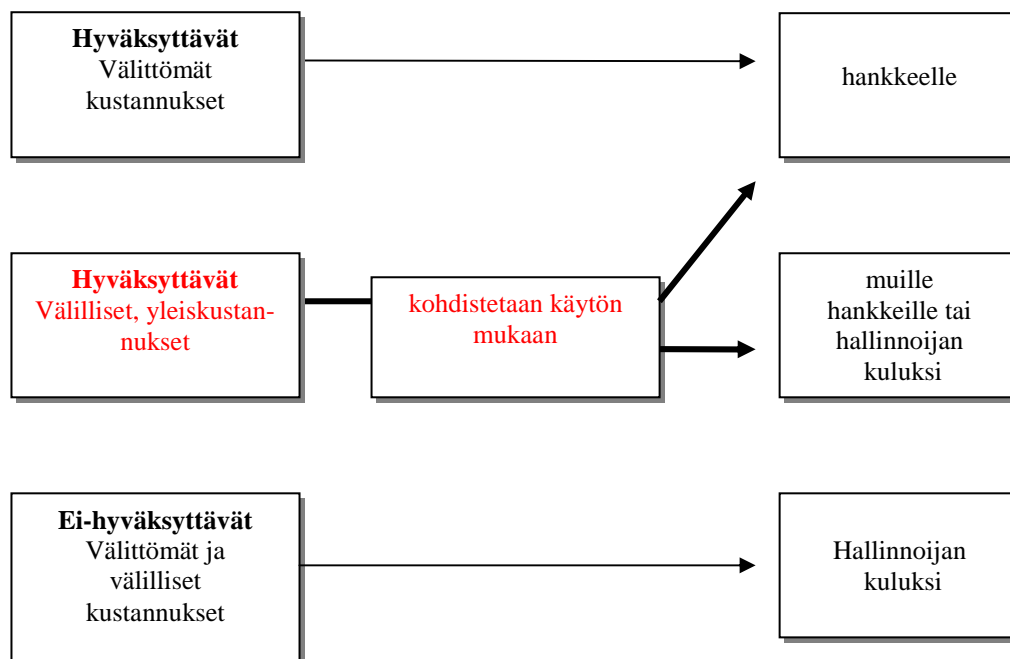 Hyväksyttävät
Välittömät
kustannukset
hankkeelle
Hyväksyttävät
Välilliset, yleiskustan-
nukset
kohdistetaan käytön
mukaan
muille
hankkeille tai
hallinnoijan
kuluksi
Ei-hyväksyttävät
Välittömät ja
välilliset
kustannukset
Hallinnoijan
kuluksi